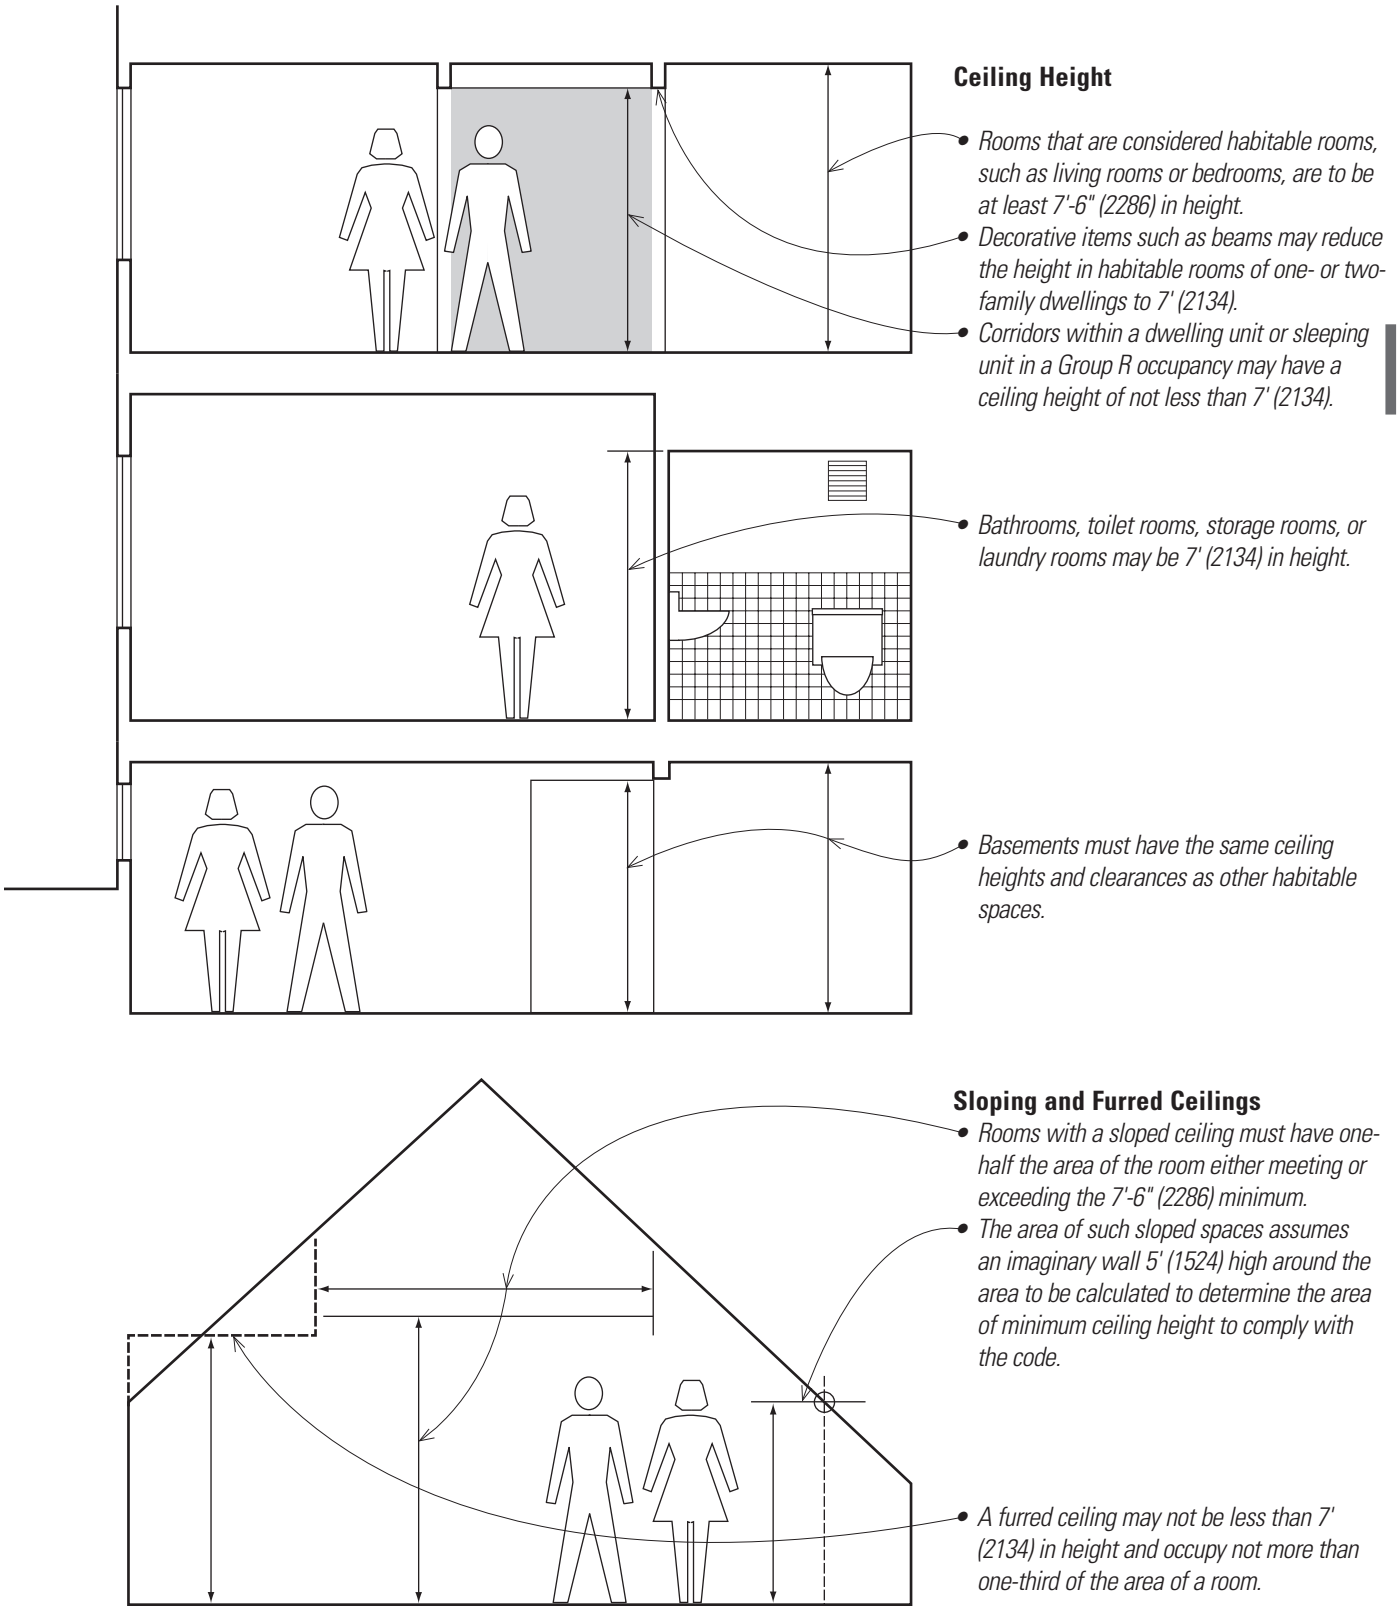 Ceiling Height
• Rooms that are considered habitable rooms,
such as living rooms or bedrooms, are to be
at least 7'-6" (2286) in height.
• Decorative items such as beams may reduce
the height in habitable rooms of one- or two-
family dwellings to 7' (2134).
• Corridors within a dwelling unit or sleeping
unit in a Group R occupancy may have a
ceiling height of not less than 7' (2134).
• Bathrooms, toilet rooms, storage rooms, or
laundry rooms may be 7' (2134) in height.
• Basements must have the same ceiling
heights and clearances as other habitable
spaces.
Sloping and Furred Ceilings
• Rooms with a sloped ceiling must have one-
half the area of the room either meeting or
exceeding the 7'-6" (2286) minimum.
• The area of such sloped spaces assumes
an imaginary wall 5' (1524) high around the
area to be calculated to determine the area
of minimum ceiling height to comply with
the code.
• A furred ceiling may not be less than 7'
(2134) in height and occupy not more than
one-third of the area of a room.